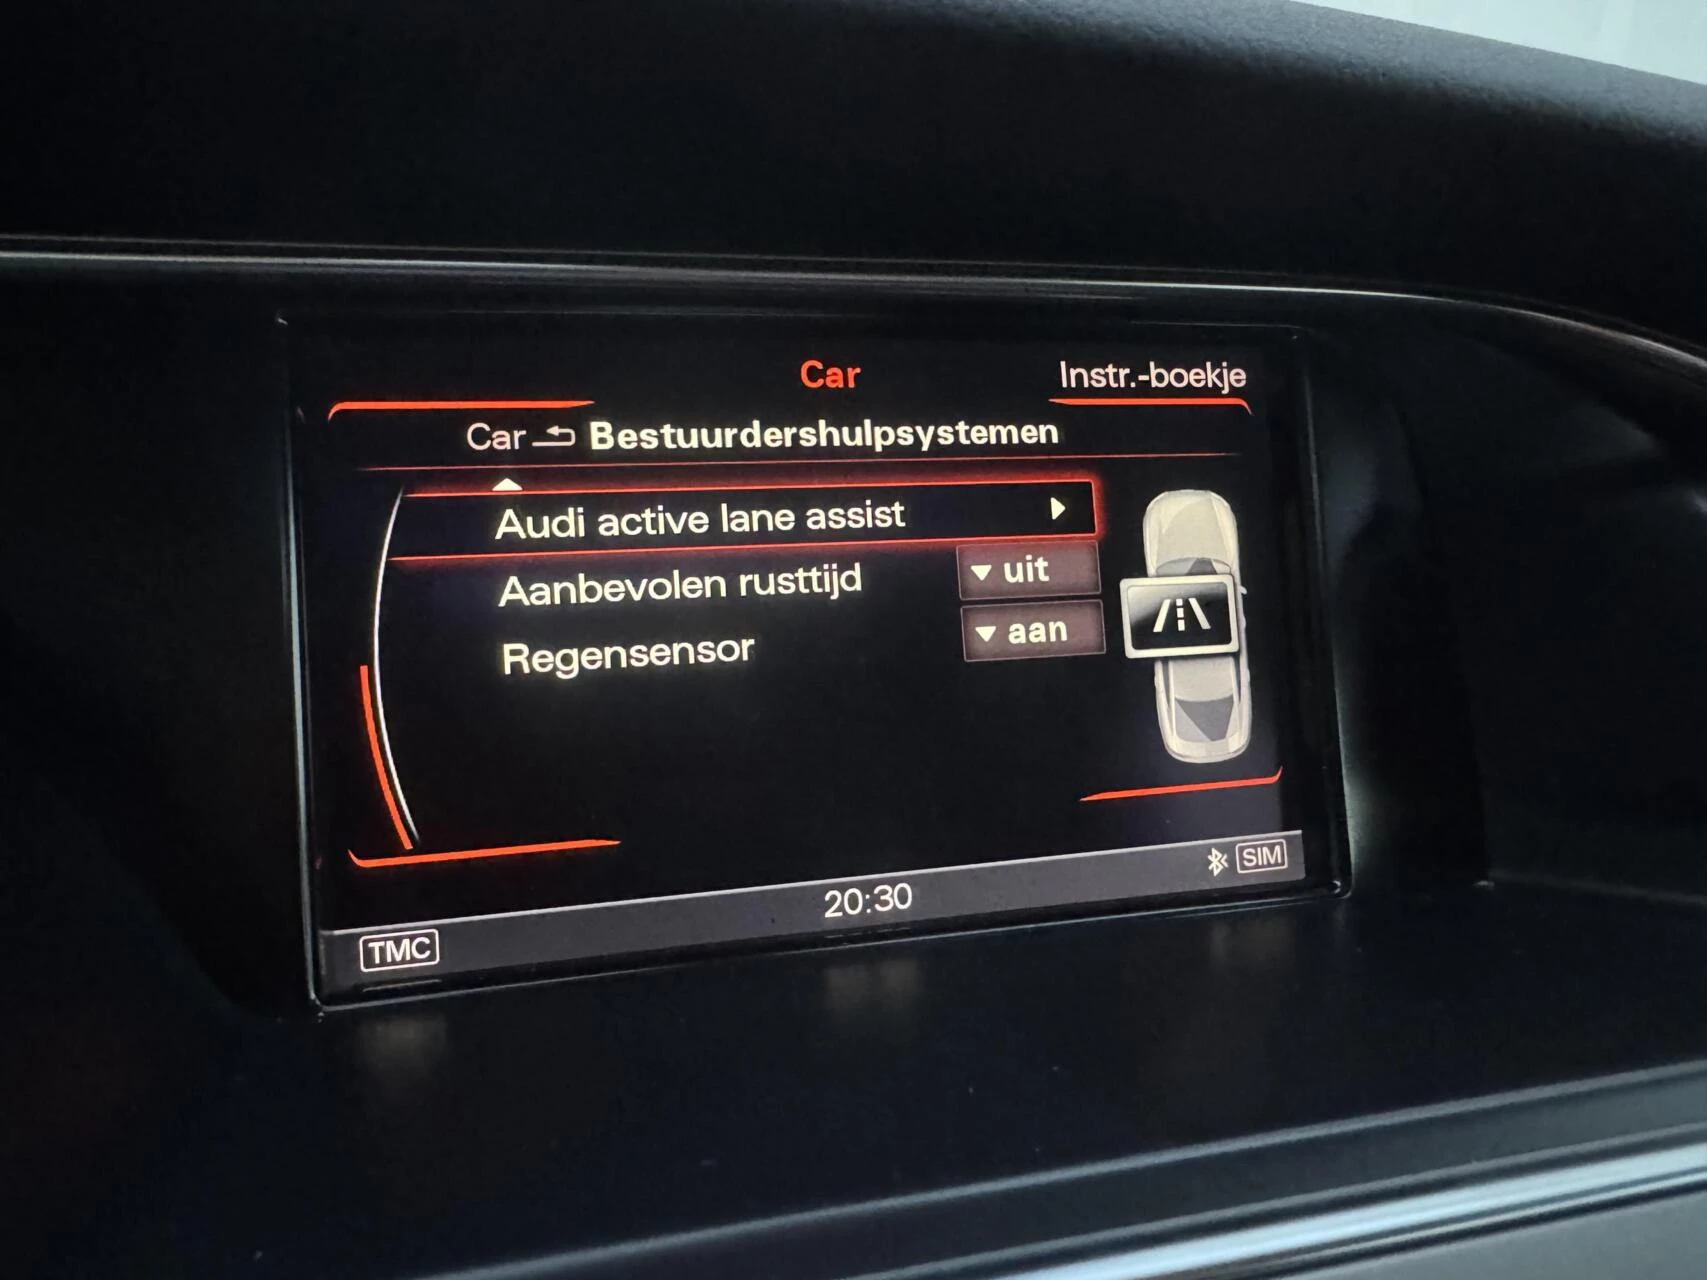 Car
Instr.-boekje
Car Bestuurdershulpsystemen
Audi active lane assist
Aanbevolen rusttijd uit
Regensensor aan
SIM
20:30
TMC